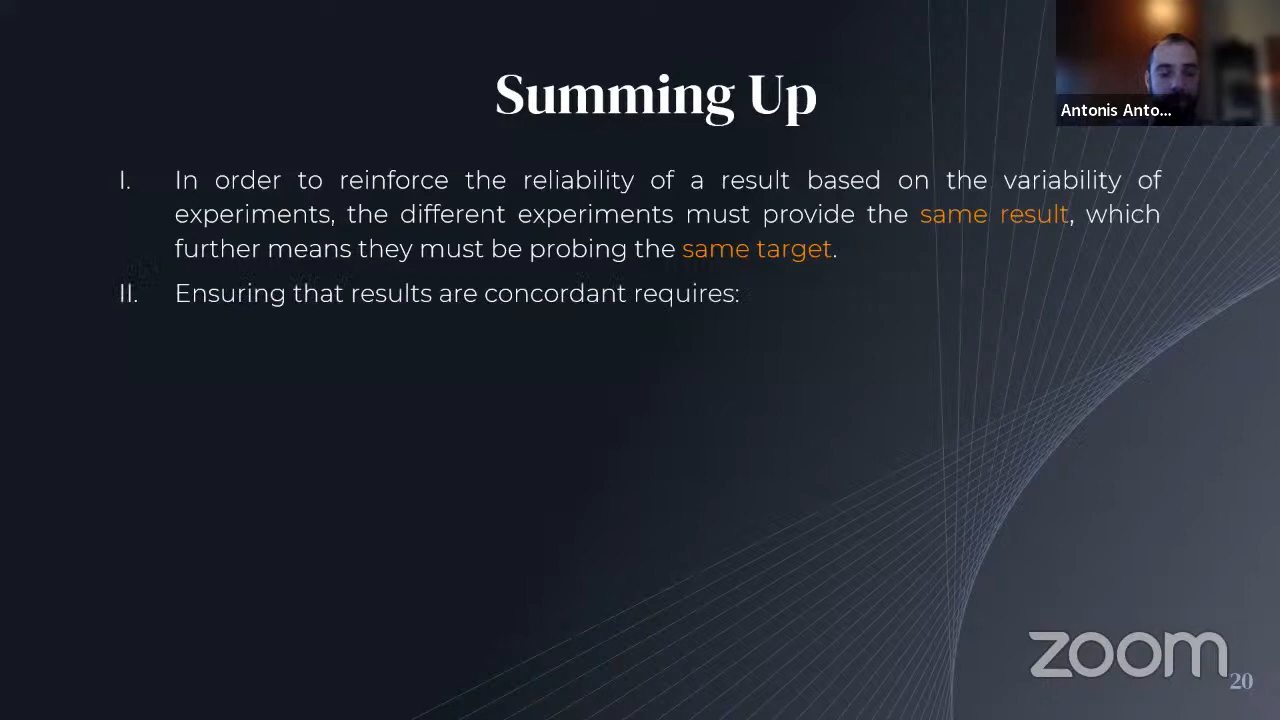 Summing Up
Antonis Anto...
I. In order to reinforce the reliability of a result based on the variability of
experiments, the different experiments must provide the same result, which
further means they must be probing the same target.
II. Ensuring that results are concordant requires:
zoom
20